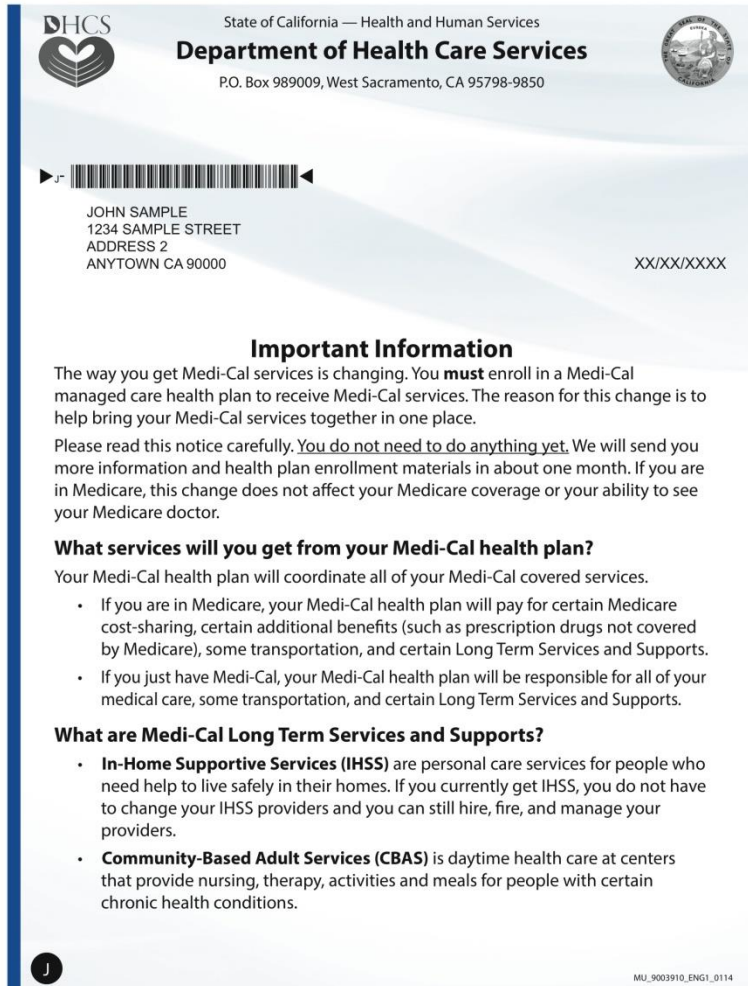 DHCS
State of California — Health and Human Services
Department of Health Care Services
P.O. Box 989009, West Sacramento, CA 95798-9850
J-
JOHN SAMPLE
1234 SAMPLE STREET
ADDRESS 2
ANYTOWN CA 90000
XX/XX/XXXX
Important Information
The way you get Medi-Cal services is changing. You must enroll in a Medi-Cal
managed care health plan to receive Medi-Cal services. The reason for this change is to
help bring your Medi-Cal services together in one place.
Please read this notice carefully. You do not need to do anything yet. We will send you
more information and health plan enrollment materials in about one month. If you are
in Medicare, this change does not affect your Medicare coverage or your ability to see
your Medicare doctor.
What services will you get from your Medi-Cal health plan?
Your Medi-Cal health plan will coordinate all of your Medi-Cal covered services.
• If you are in Medicare, your Medi-Cal health plan will pay for certain Medicare
cost-sharing, certain additional benefits (such as prescription drugs not covered
by Medicare), some transportation, and certain Long Term Services and Supports.
• If you just have Medi-Cal, your Medi-Cal health plan will be responsible for all of your
medical care, some transportation, and certain Long Term Services and Supports.
What are Medi-Cal Long Term Services and Supports?
• In-Home Supportive Services (IHSS) are personal care services for people who
need help to live safely in their homes. If you currently get IHSS, you do not have
to change your IHSS providers and you can still hire, fire, and manage your
providers.
• Community-Based Adult Services (CBAS) is daytime health care at centers
that provide nursing, therapy, activities and meals for people with certain
chronic health conditions.
J
MU_9003910_ENG1_0114